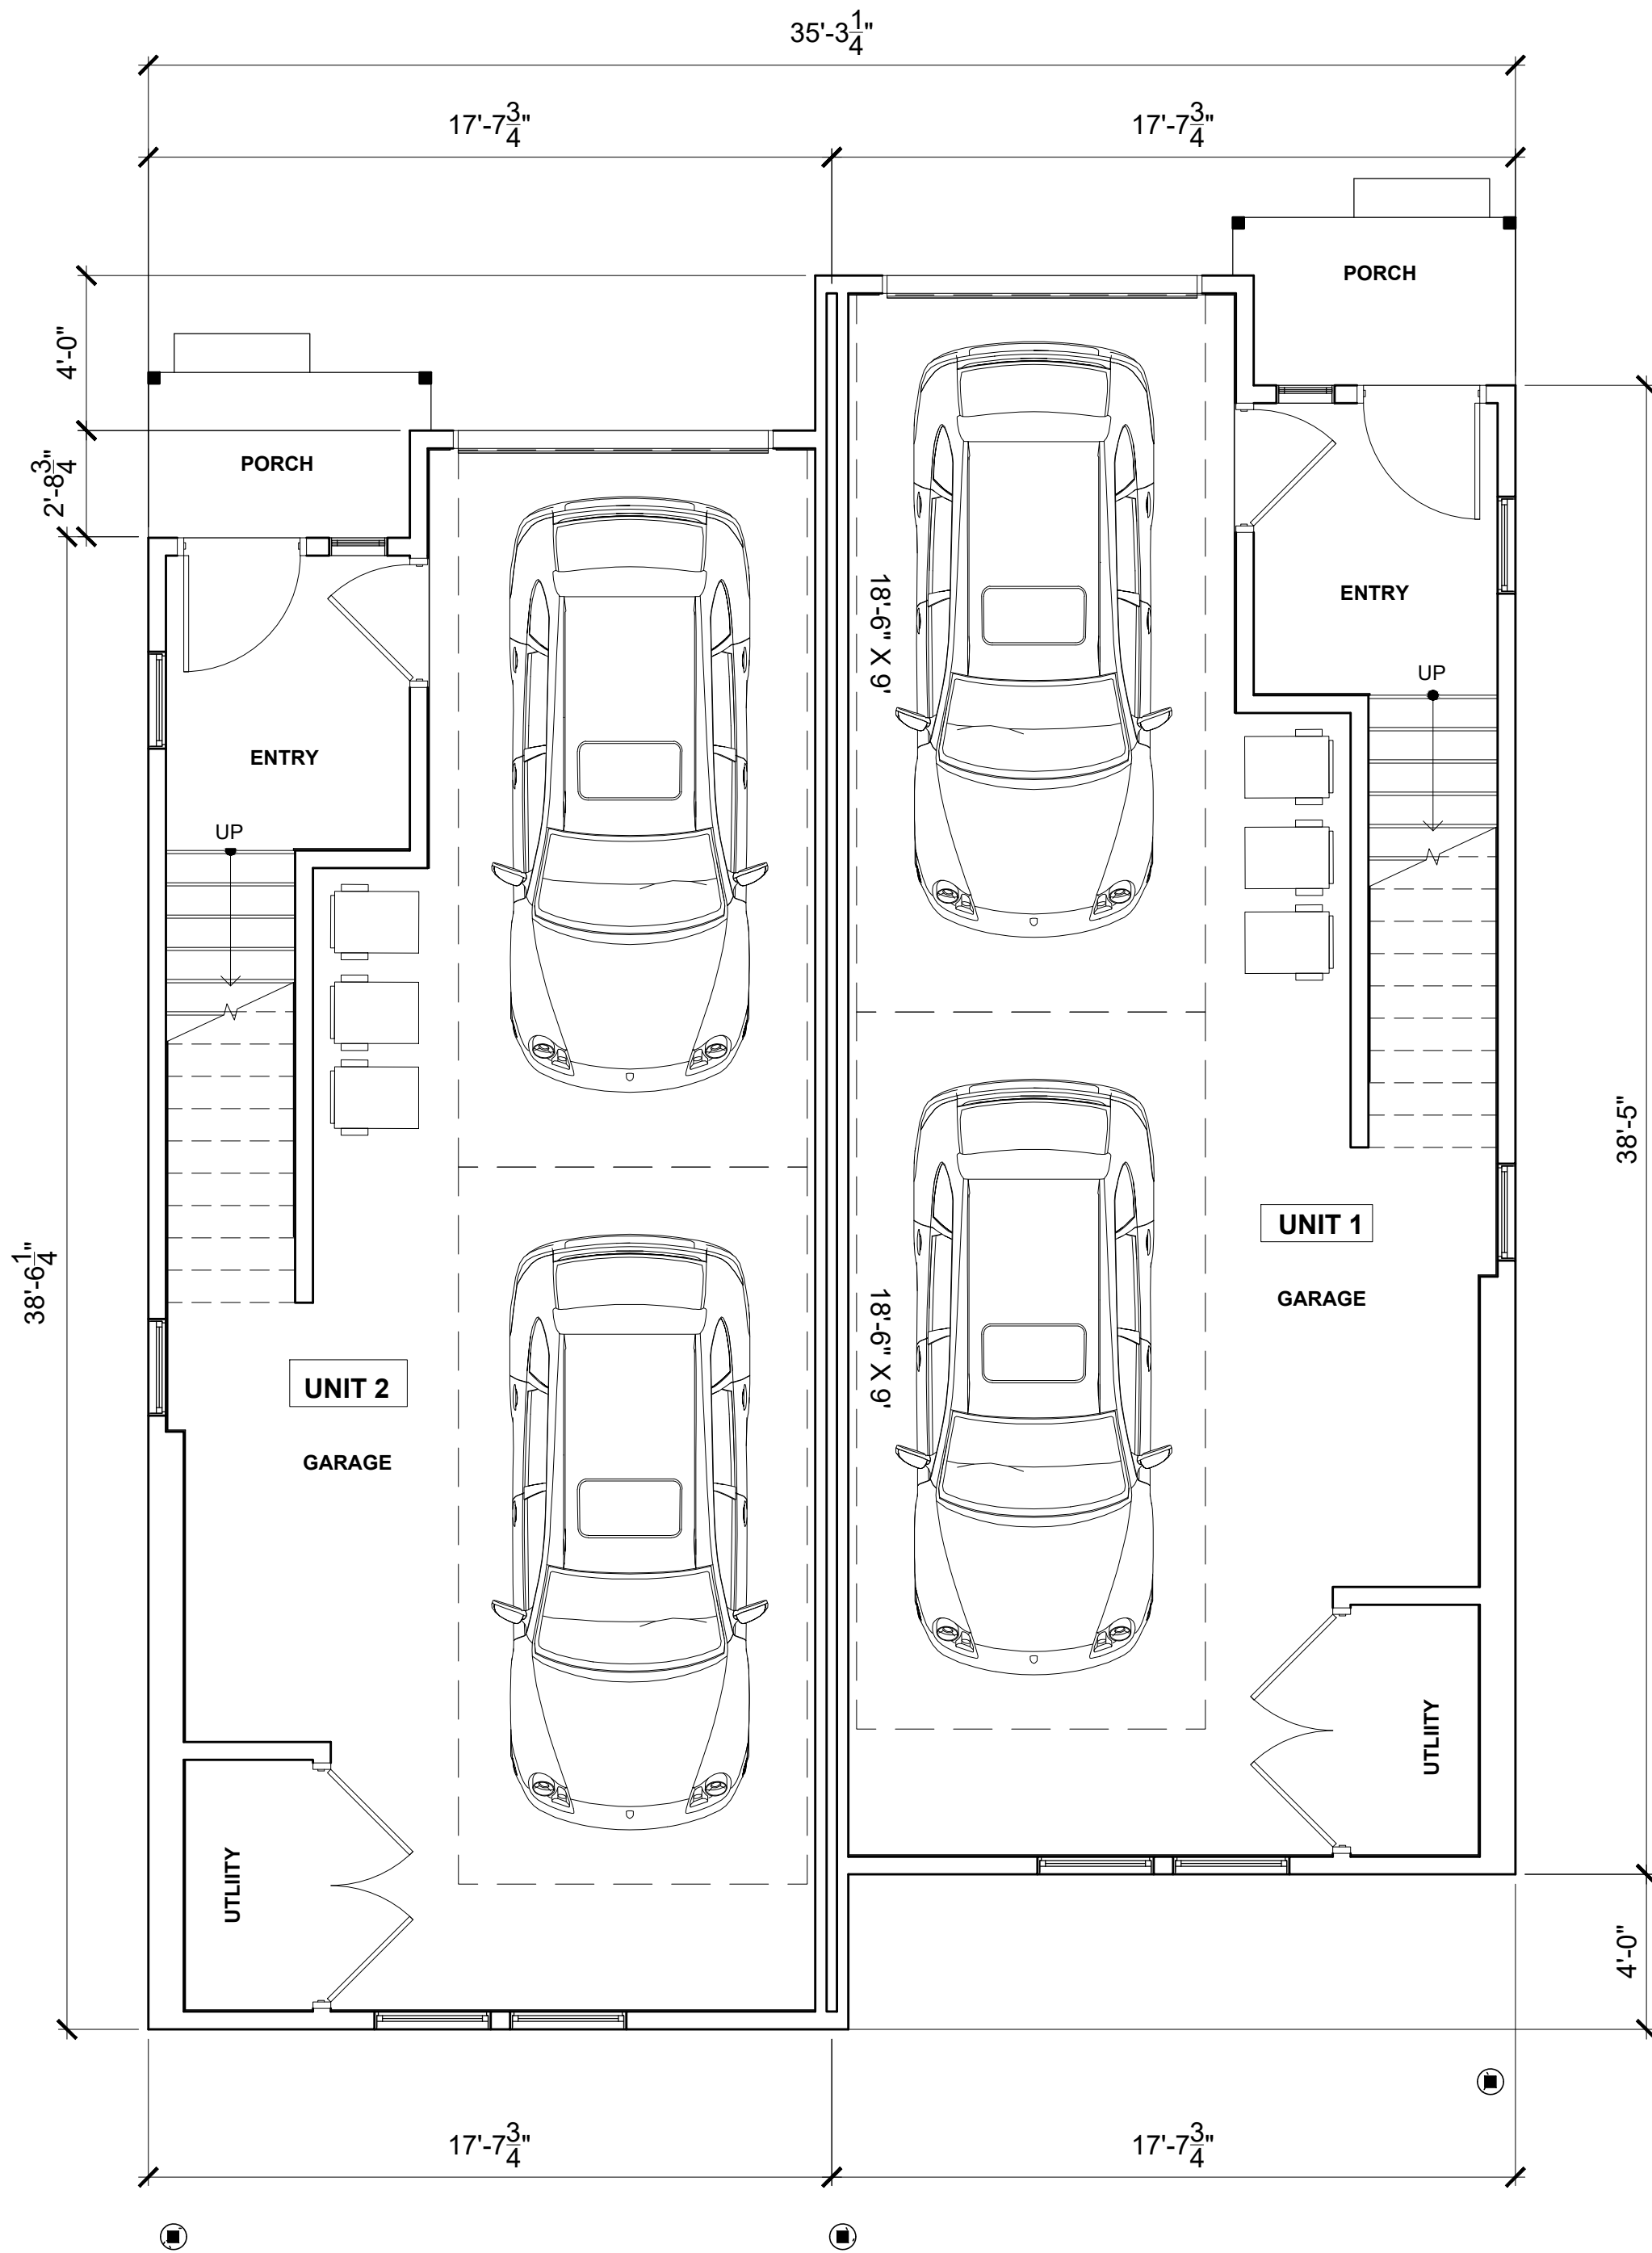 35'-3 1/4"
17'-7 3/4"
17'-7 3/4"
PORCH
4'-0"
PORCH
2'-8 3/4"
18'-6" X 9'
ENTRY
UP
ENTRY
UP
38'-5"
UNIT 1
38'-6 1/4"
GARAGE
18'-6" X 9'
UNIT 2
GARAGE
UTLIITY
UTLIITY
4'-0"
17'-7 3/4"
17'-7 3/4"